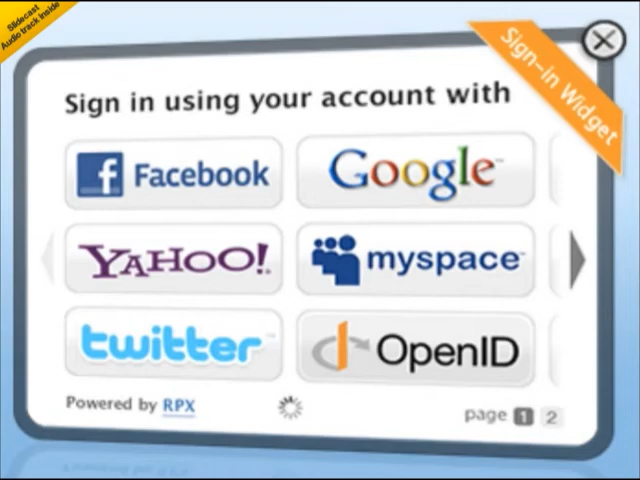 Slidecast
Audio track inside
Sign-in Widget
Sign in using your account with
f Facebook
Google™
YAHOO!
myspace
twitter
OpenID
Powered by RPX
page 1 2